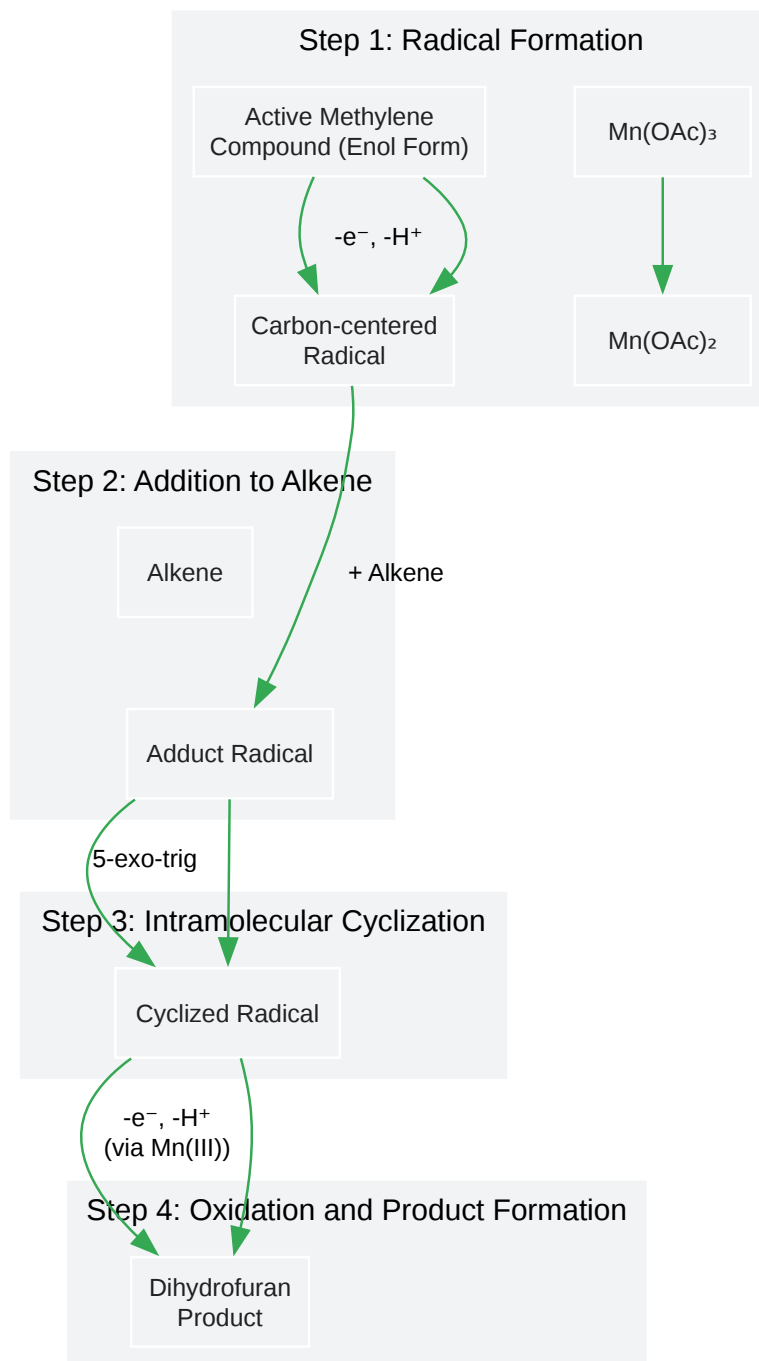 Step 1: Radical Formation
Active Methylene
Compound (Enol Form)
Mn(OAc)₃
-e⁻, -H⁺
Carbon-centered
Radical
Mn(OAc)₂
Step 2: Addition to Alkene
Alkene
+ Alkene
Adduct Radical
5-exo-trig
Step 3: Intramolecular Cyclization
Cyclized Radical
-e⁻, -H⁺
(via Mn(III))
Step 4: Oxidation and Product Formation
Dihydrofuran
Product